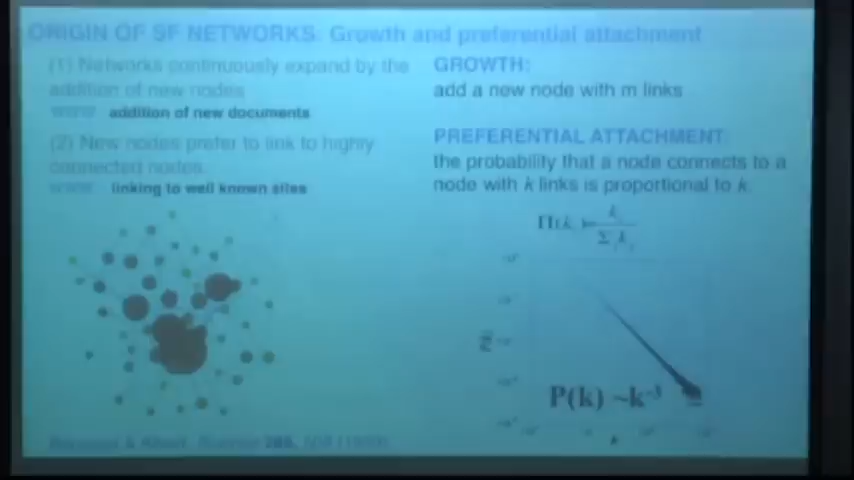 ORIGIN OF SF NETWORKS: Growth and preferential attachment
(1) Networks continuously expand by the
addition of new nodes
WWW: addition of new documents
(2) New nodes prefer to link to highly
connected nodes.
WWW: linking to well known sites
GROWTH:
add a new node with m links
PREFERENTIAL ATTACHMENT:
the probability that a node connects to a
node with k links is proportional to k.
P(k) ~k⁻³
k